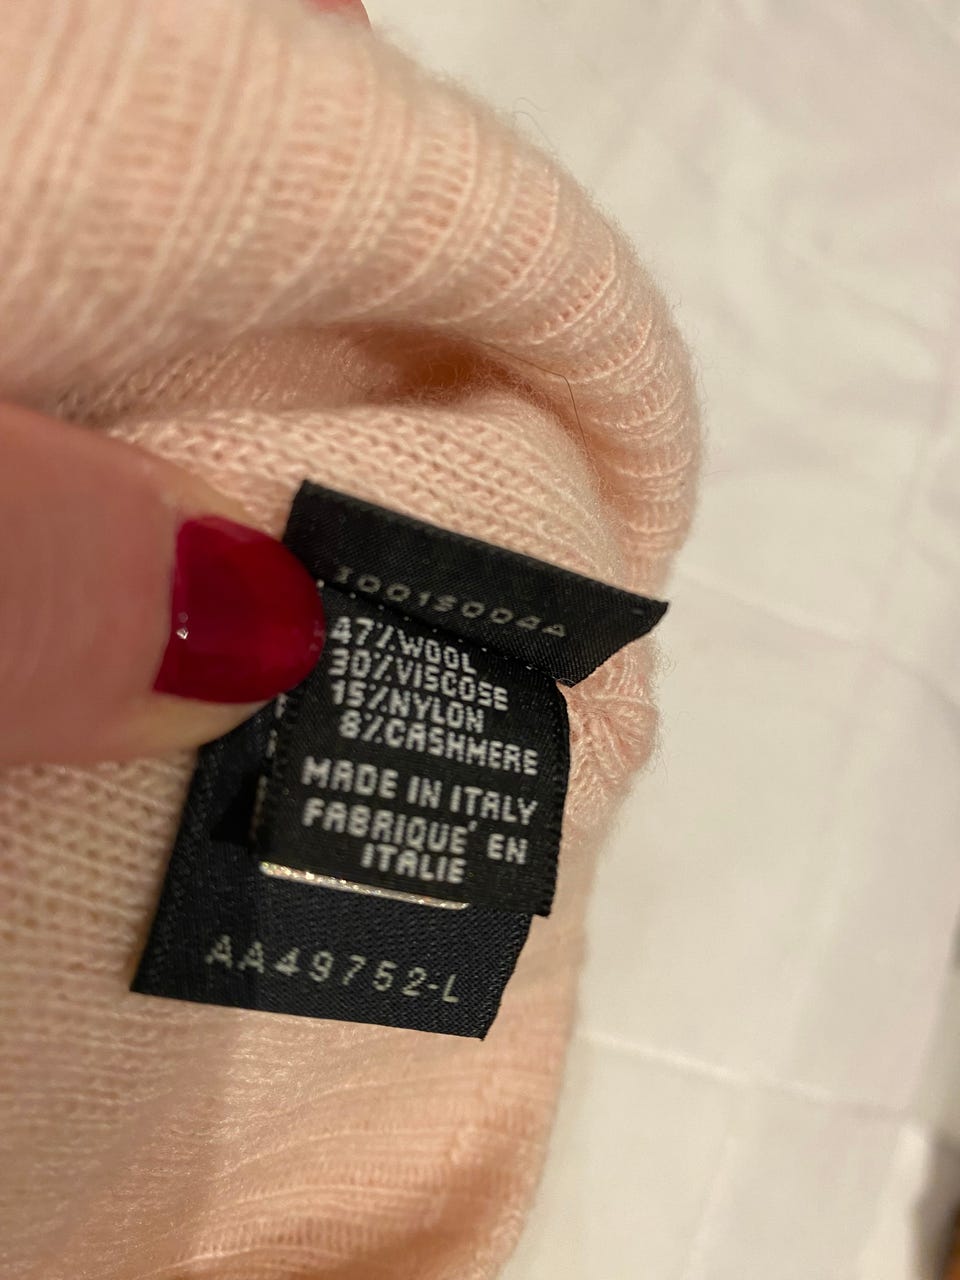 47%WOOL
30%VISCOSE
15%NYLON
8%CASHMERE
MADE IN ITALY
FABRIQUE' EN
ITALIE
AA49752-L